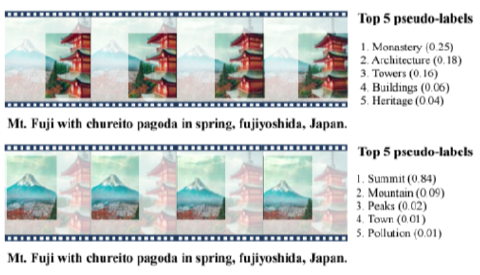 Top 5 pseudo-labels
1. Monastery (0.25)
2. Architecture (0.18)
3. Towers (0.16)
4. Buildings (0.06)
5. Heritage (0.04)
Mt. Fuji with chureito pagoda in spring, fujiyoshida, Japan.
Top 5 pseudo-labels
1. Summit (0.84)
2. Mountain (0.09)
3. Peaks (0.02)
4. Town (0.01)
5. Pollution (0.01)
Mt. Fuji with chureito pagoda in spring, fujiyoshida, Japan.